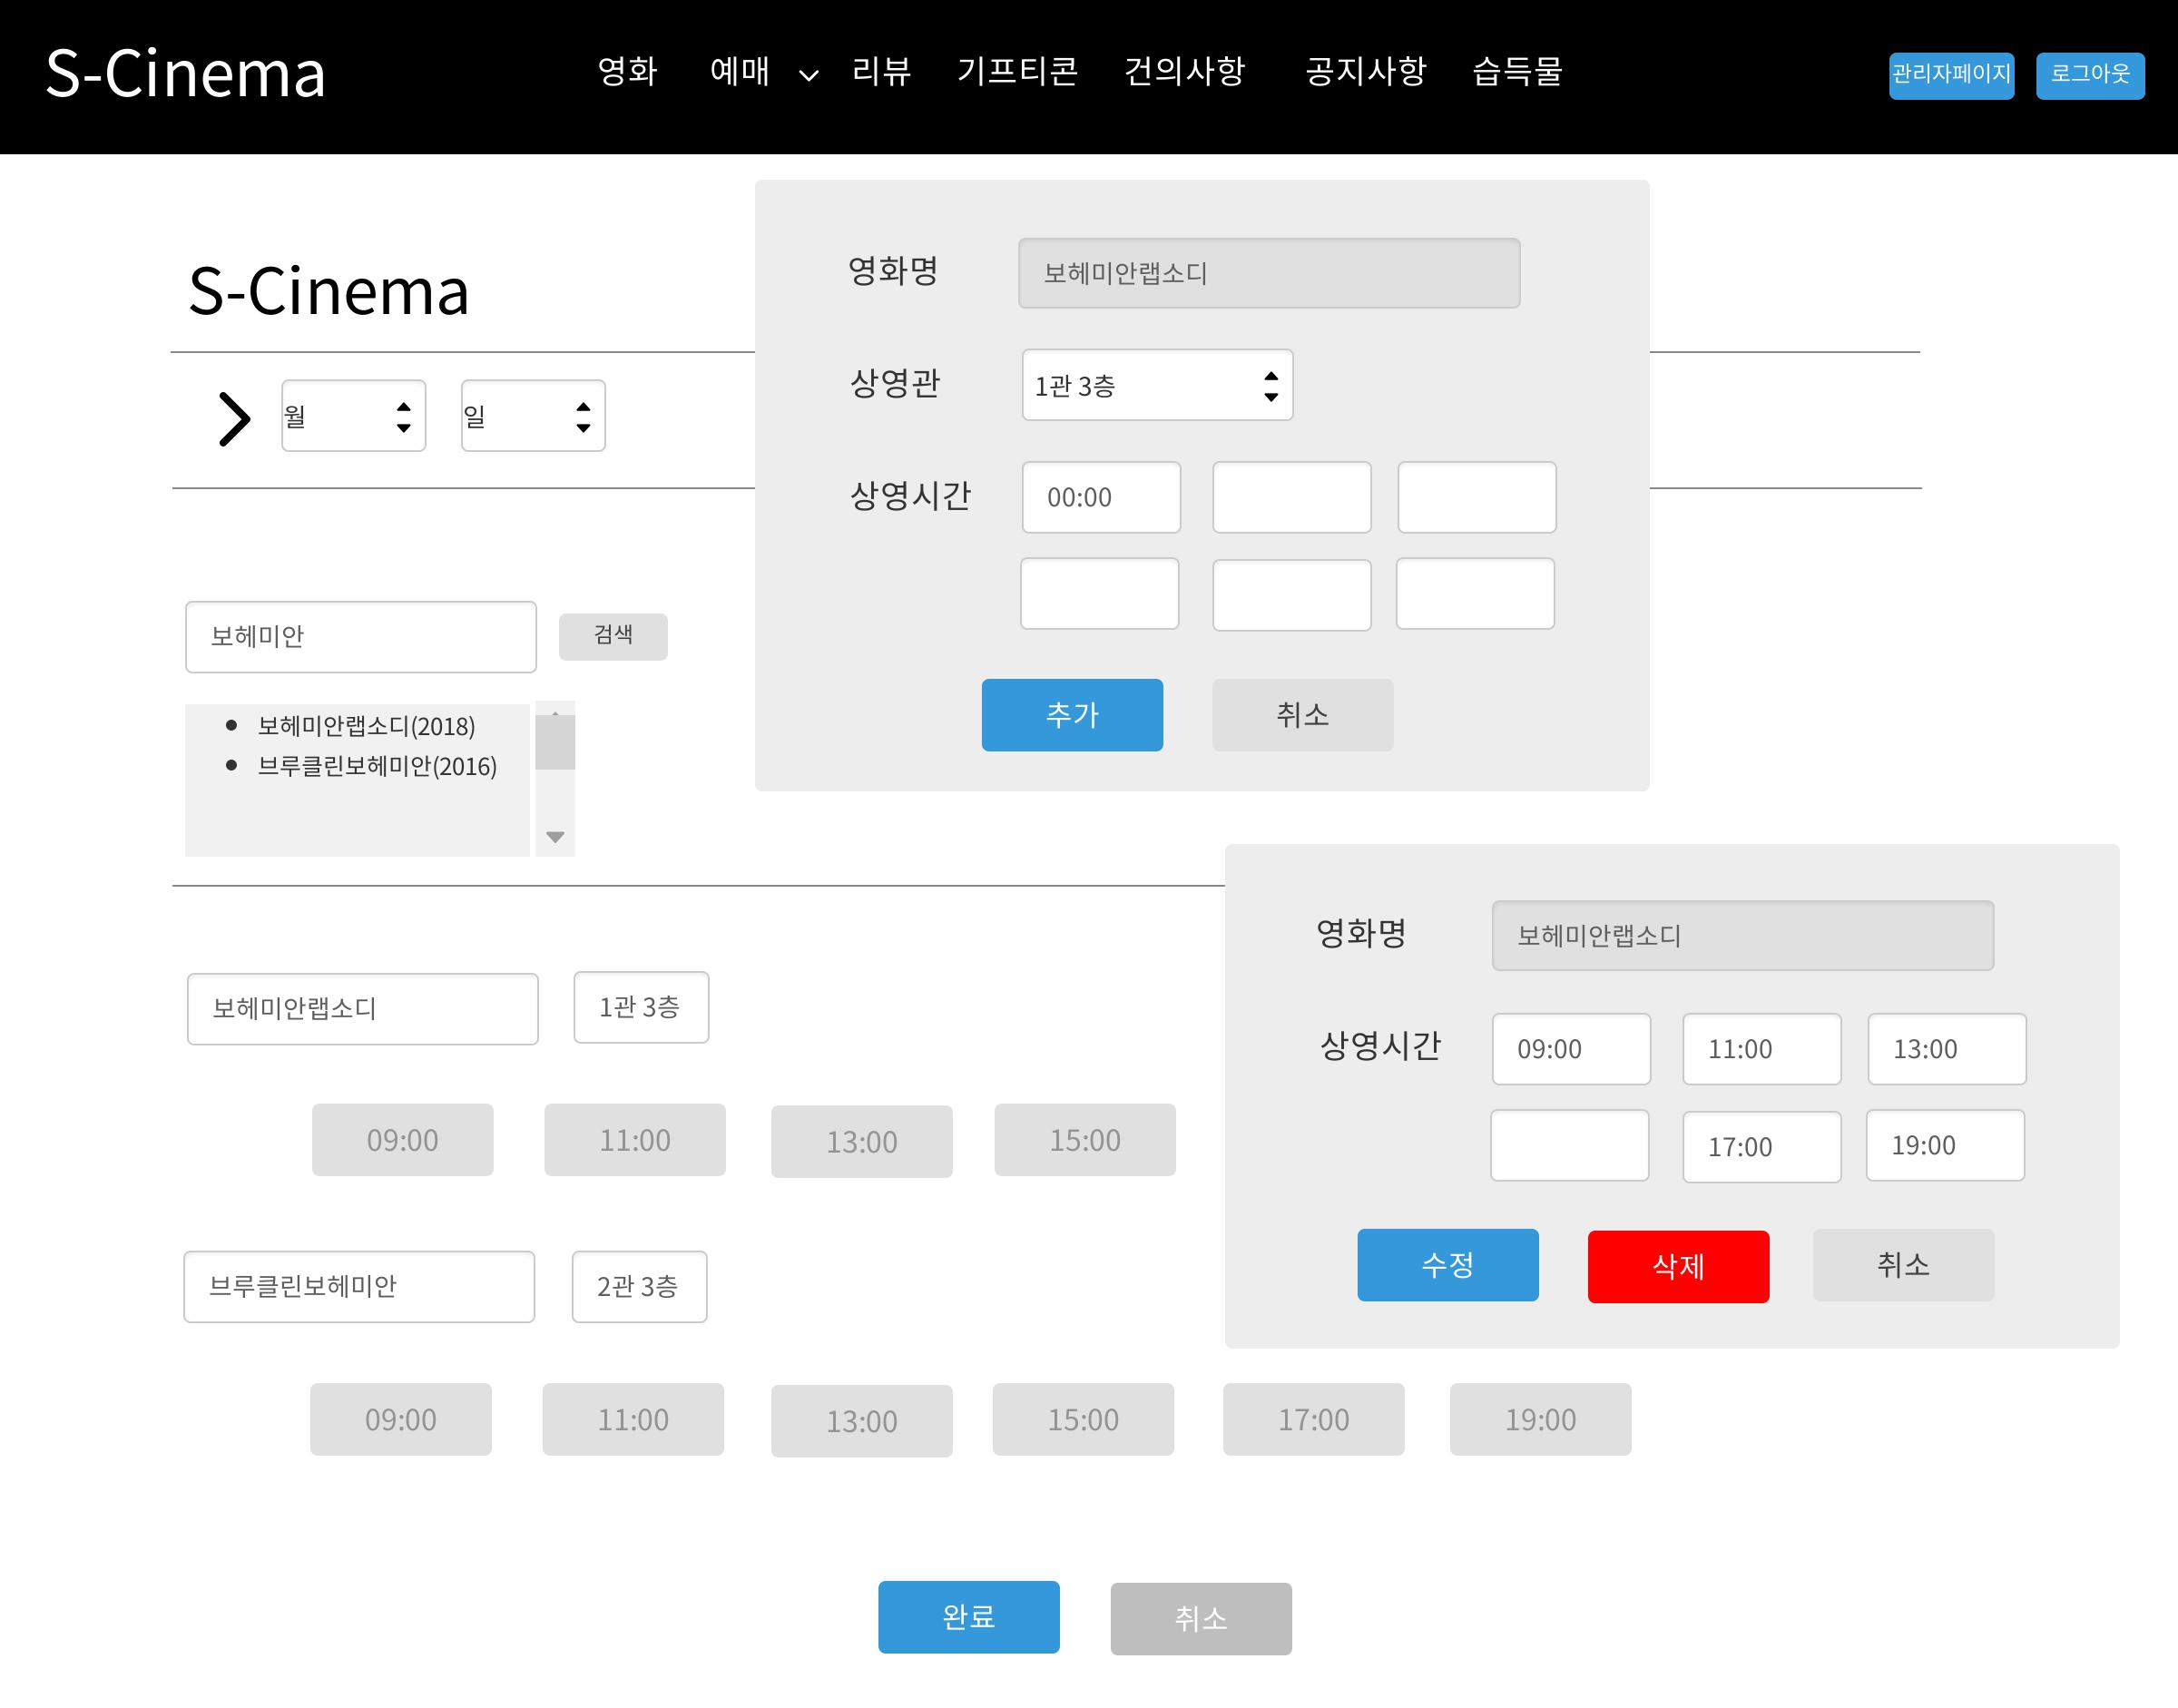 S-Cinema
영화 예매 리뷰 기프티콘 건의사항 공지사항 습득물
관리자페이지 로그아웃
S-Cinema
월 일
영화명 보헤미안랩소디
상영관 1관 3층
상영시간 00:00
추가 취소
보헤미안 검색
보헤미안랩소디(2018)
브루클린보헤미안(2016)
영화명 보헤미안랩소디
상영시간 09:00 11:00 13:00
17:00 19:00
수정 삭제 취소
보헤미안랩소디 1관 3층
09:00 11:00 13:00 15:00
브루클린보헤미안 2관 3층
09:00 11:00 13:00 15:00 17:00 19:00
완료 취소